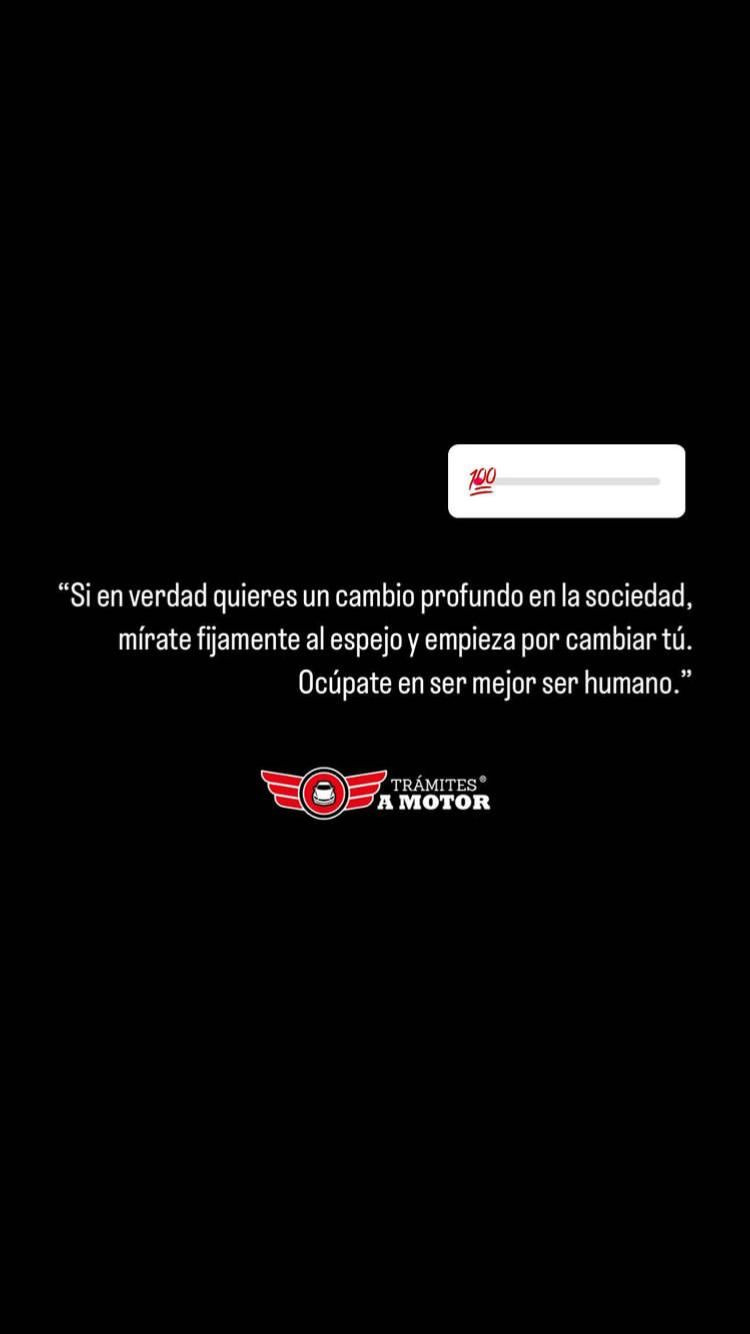 💯
“Si en verdad quieres un cambio profundo en la sociedad,
mírate fijamente al espejo y empieza por cambiar tú.
Ocúpate en ser mejor ser humano.”
TRÁMITES®
A MOTOR